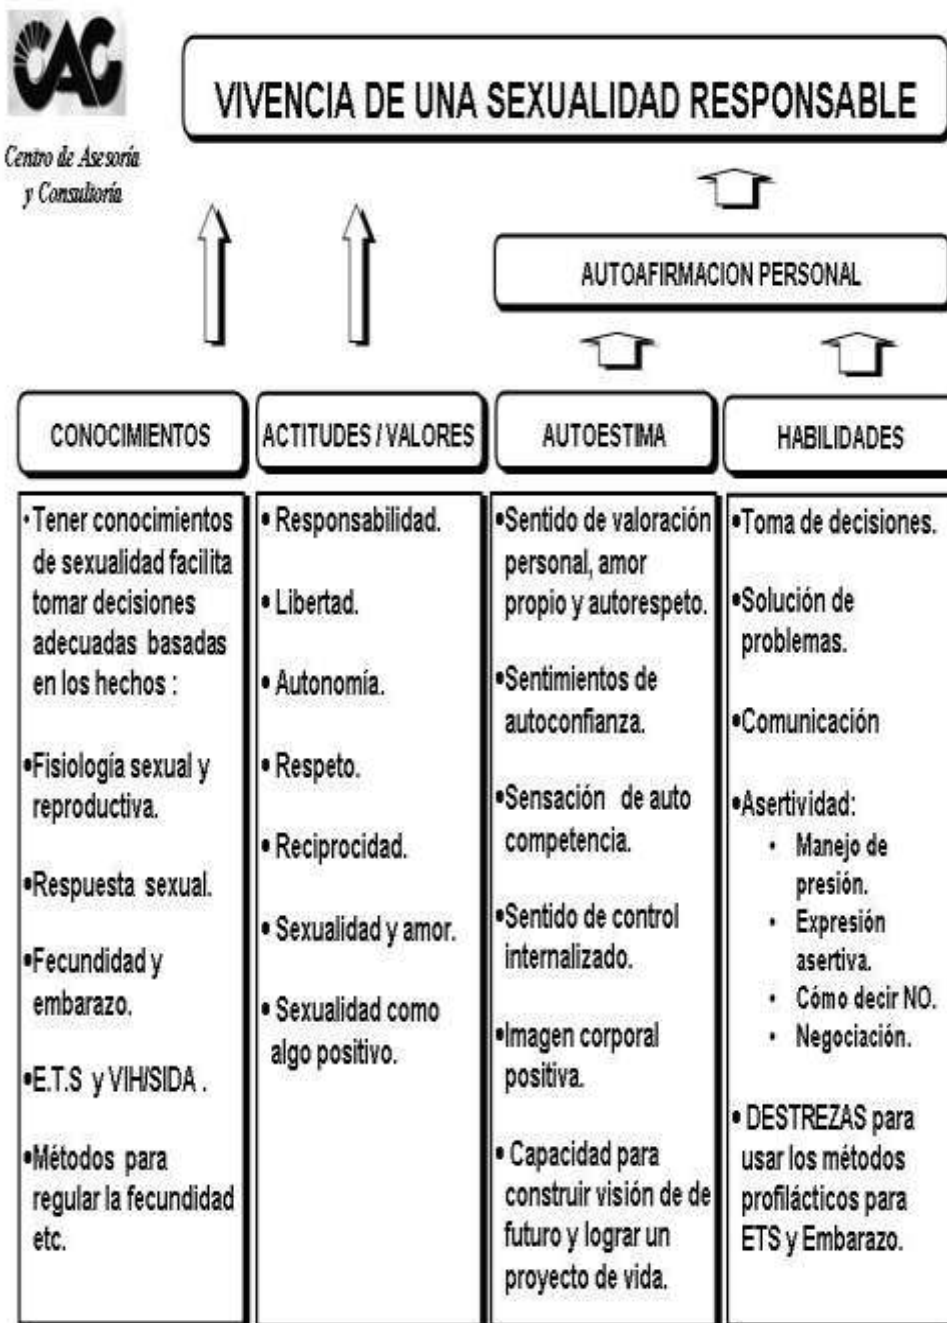 CAC
Centro de Asesoría
y Consultoría
VIVENCIA DE UNA SEXUALIDAD RESPONSABLE
AUTOAFIRMACION PERSONAL
CONOCIMIENTOS
• Tener conocimientos
de sexualidad facilita
tomar decisiones
adecuadas basadas
en los hechos :
•Fisiología sexual y
reproductiva.
•Respuesta sexual.
•Fecundidad y
embarazo.
•E.T.S y VIH/SIDA .
•Métodos para
regular la fecundidad
etc.
ACTITUDES / VALORES
• Responsabilidad.
• Libertad.
• Autonomía.
• Respeto.
• Reciprocidad.
• Sexualidad y amor.
• Sexualidad como
algo positivo.
AUTOESTIMA
•Sentido de valoración
personal, amor
propio y autorespeto.
•Sentimientos de
autoconfianza.
•Sensación de auto
competencia.
•Sentido de control
internalizado.
•Imagen corporal
positiva.
• Capacidad para
construir visión de de
futuro y lograr un
proyecto de vida.
HABILIDADES
•Toma de decisiones.
•Solución de
problemas.
•Comunicación
•Asertividad:
• Manejo de
presión.
• Expresión
asertiva.
• Cómo decir NO.
• Negociación.
• DESTREZAS para
usar los métodos
profilácticos para
ETS y Embarazo.